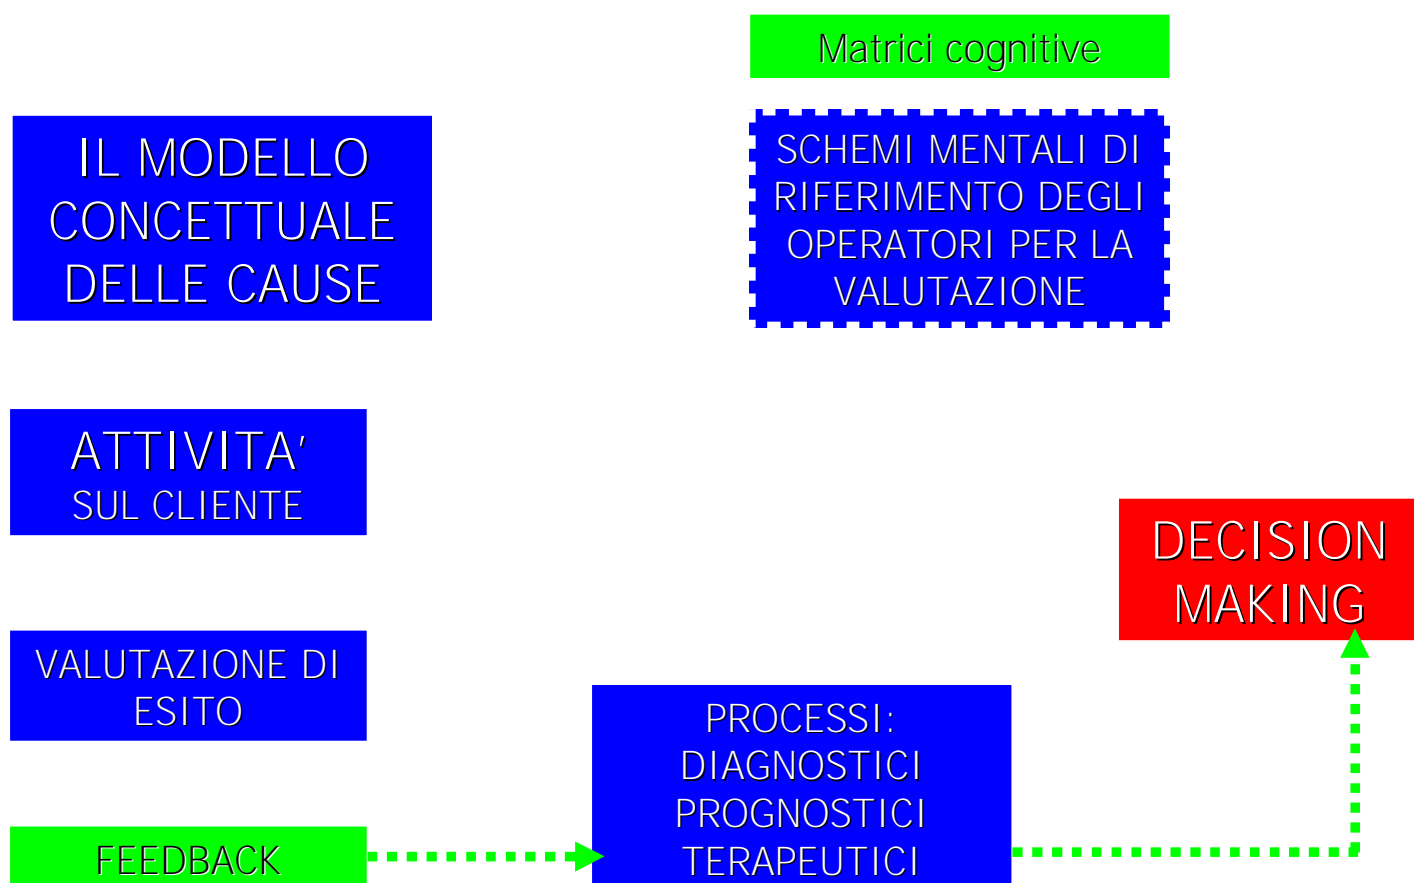 Matrici cognitive
IL MODELLO
CONCETTUALE
DELLE CAUSE
SCHEMI MENTALI DI
RIFERIMENTO DEGLI
OPERATORI PER LA
VALUTAZIONE
ATTIVITA'
SUL CLIENTE
DECISION
MAKING
VALUTAZIONE DI
ESITO
PROCESSI:
DIAGNOSTICI
PROGNOSTICI
TERAPEUTICI
FEEDBACK